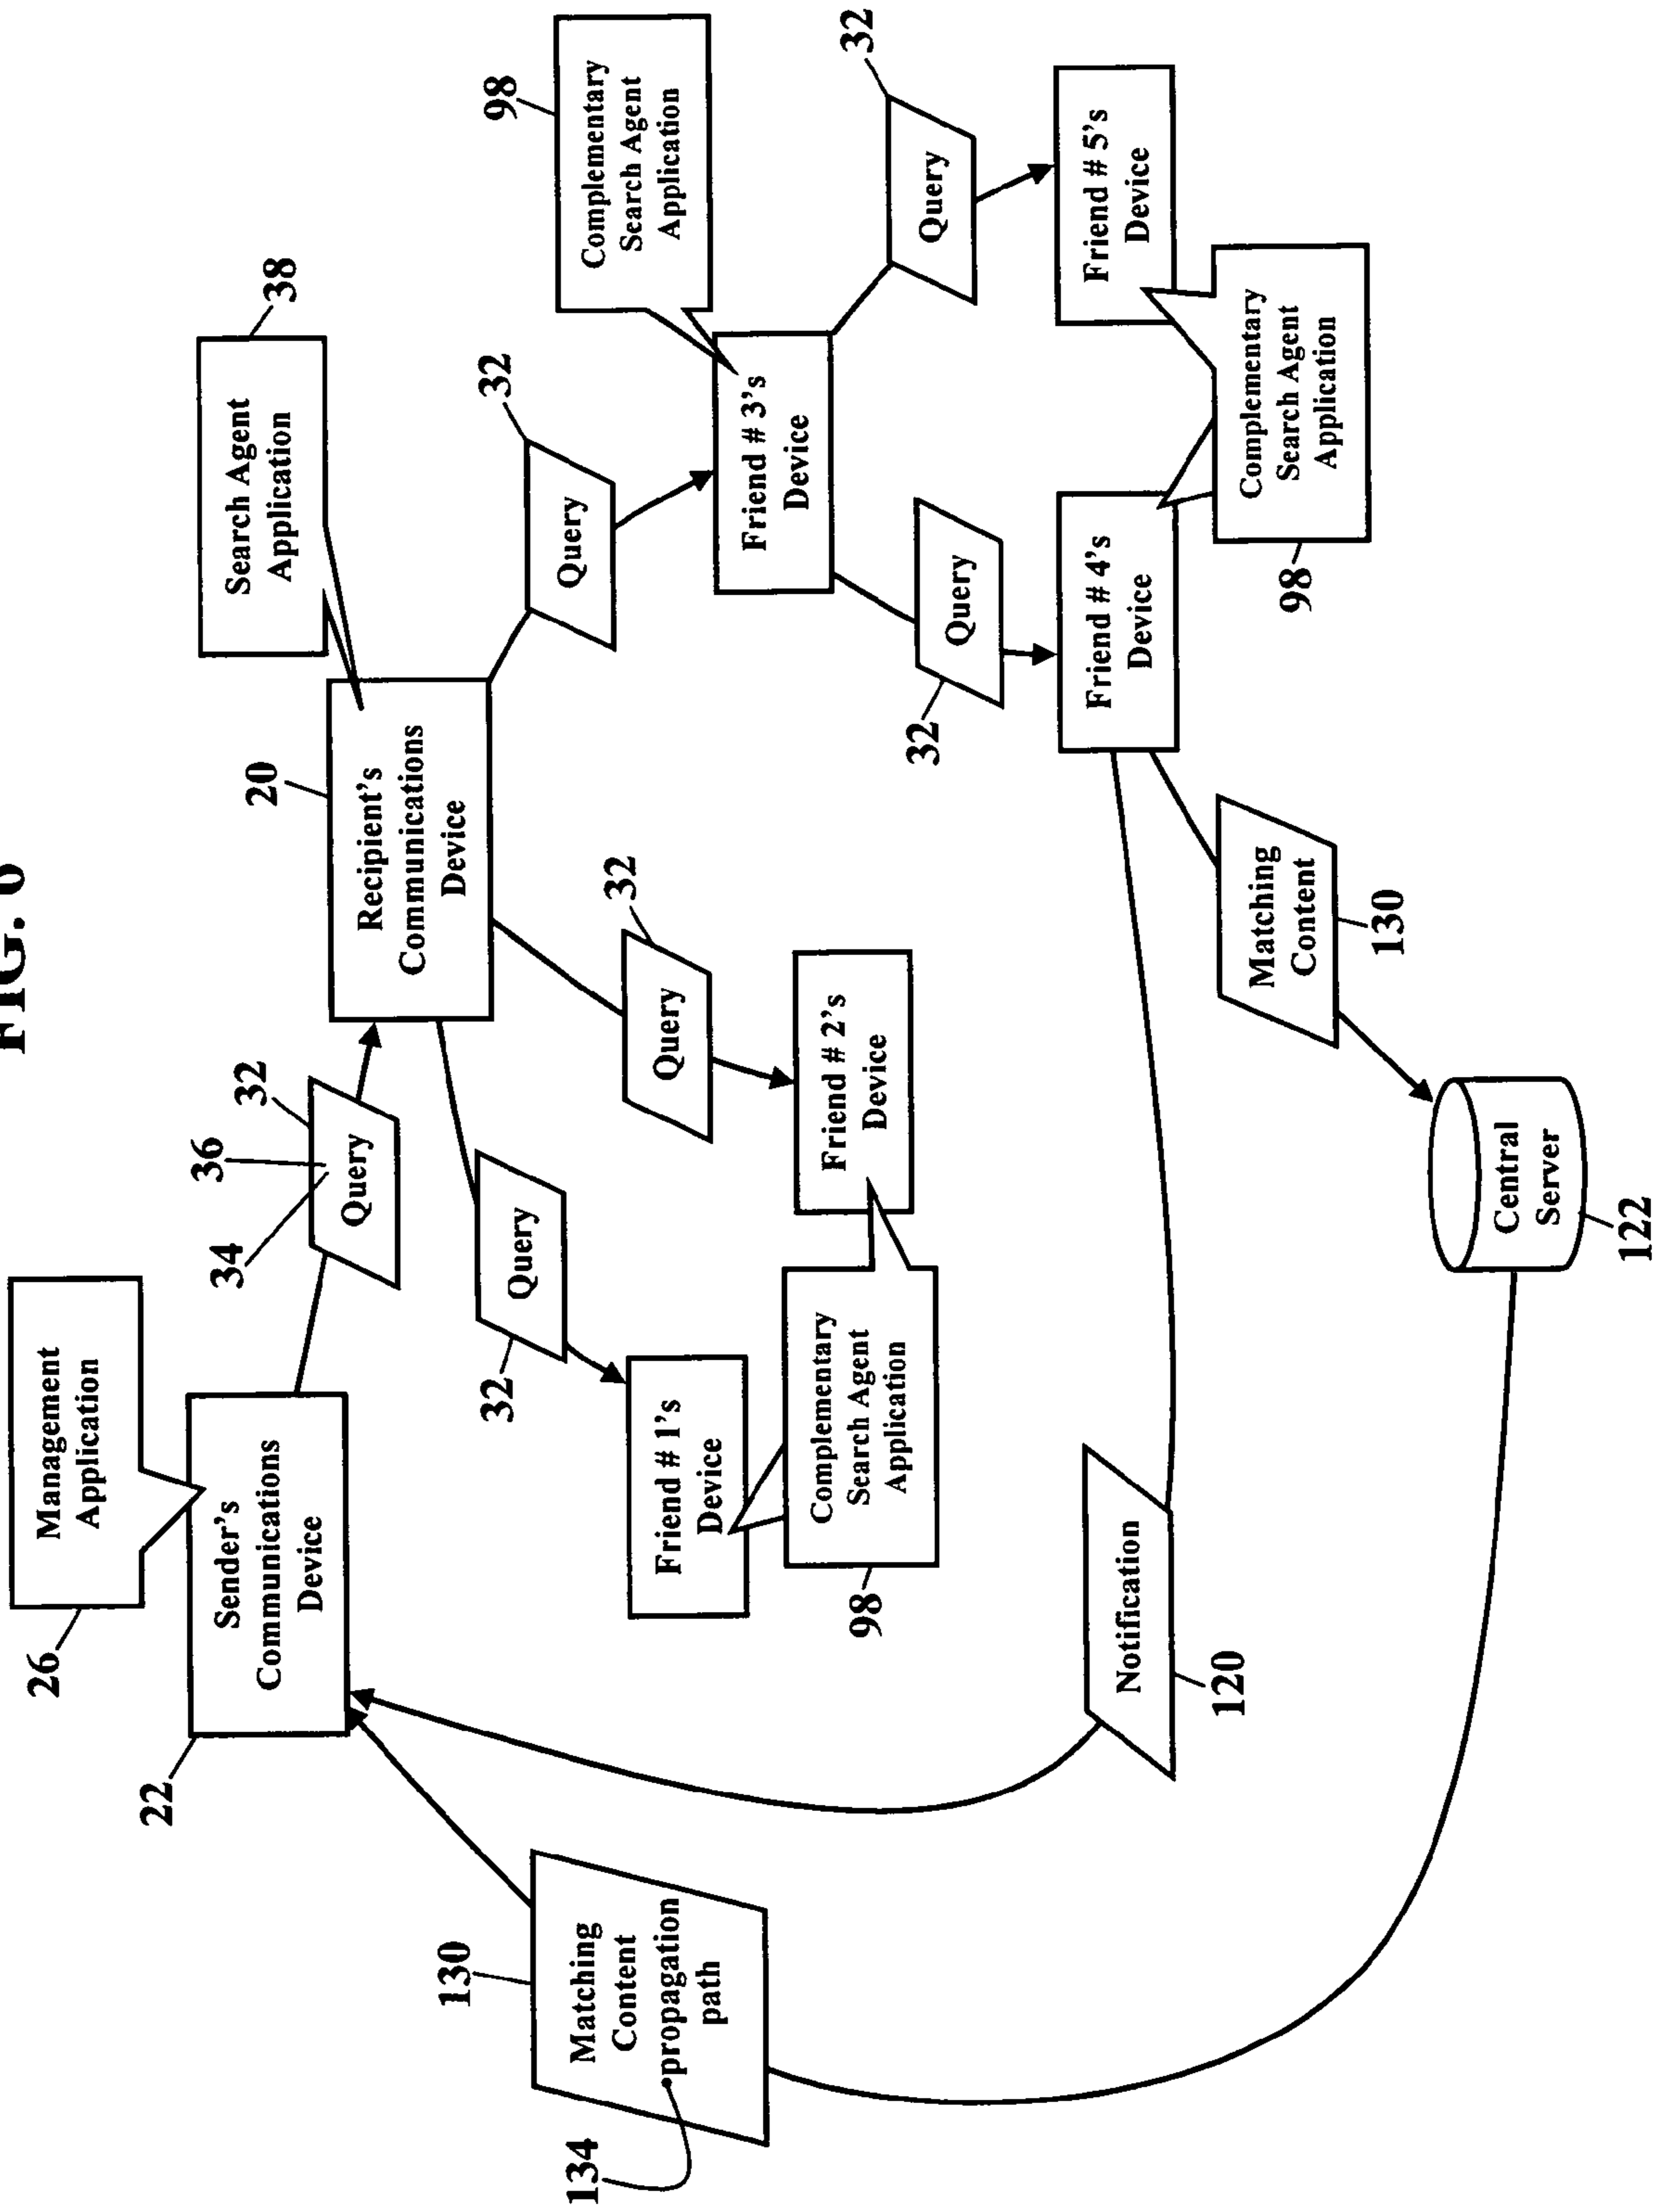 FIG. 6
26
Management
Application
22
Sender's
Communications
Device
34
36
32
Query
20
Recipient's
Communications
Device
38
Search Agent
Application
32
Query
32
Query
32
Query
98
Complementary
Search Agent
Application
Friend # 1's
Device
Friend # 2's
Device
Friend # 3's
Device
98
Complementary
Search Agent
Application
32
Query
32
Query
Friend # 4's
Device
Friend # 5's
Device
98
Complementary
Search Agent
Application
134
130
Matching
Content
•propagation
path
Notification
120
Matching
Content
130
Central
Server
122